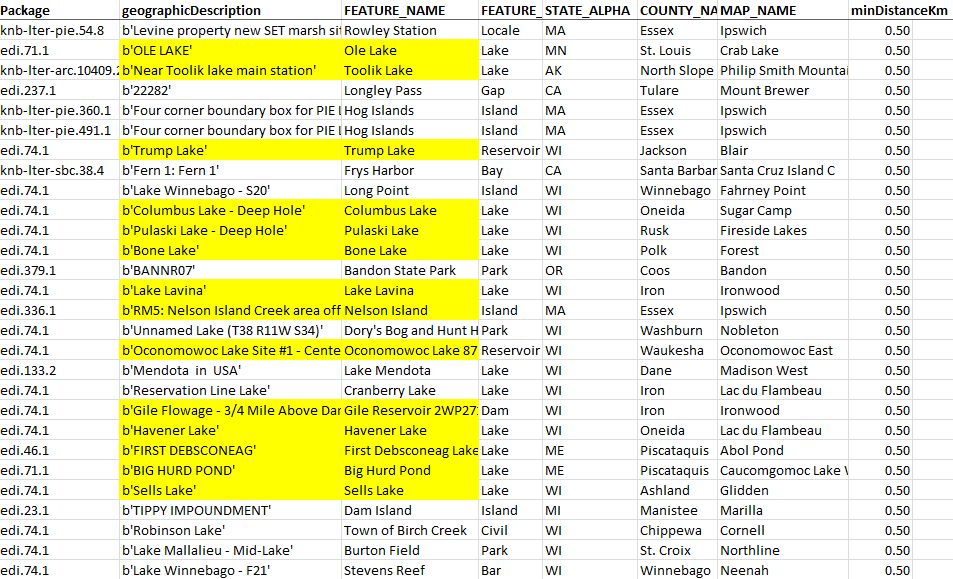 Package geographicDescription FEATURE_NAME FEATURE_ STATE_ALPHA COUNTY_NA MAP_NAME minDistanceKm
knb-lter-pie.54.8 b'Levine property new SET marsh sit Rowley Station Locale MA Essex Ipswich 0.50
edi.71.1 b'OLE LAKE' Ole Lake Lake MN St. Louis Crab Lake 0.50
knb-lter-arc.10409.2 b'Near Toolik lake main station' Toolik Lake Lake AK North Slope Philip Smith Mountai 0.50
edi.237.1 b'22282' Longley Pass Gap CA Tulare Mount Brewer 0.50
knb-lter-pie.360.1 b'Four corner boundary box for PIE L Hog Islands Island MA Essex Ipswich 0.50
knb-lter-pie.491.1 b'Four corner boundary box for PIE L Hog Islands Island MA Essex Ipswich 0.50
edi.74.1 b'Trump Lake' Trump Lake Reservoir WI Jackson Blair 0.50
knb-lter-sbc.38.4 b'Fern 1: Fern 1' Frys Harbor Bay CA Santa Barbar Santa Cruz Island C 0.50
edi.74.1 b'Lake Winnebago - S20' Long Point Island WI Winnebago Fahrney Point 0.50
edi.74.1 b'Columbus Lake - Deep Hole' Columbus Lake Lake WI Oneida Sugar Camp 0.50
edi.74.1 b'Pulaski Lake - Deep Hole' Pulaski Lake Lake WI Rusk Fireside Lakes 0.50
edi.74.1 b'Bone Lake' Bone Lake Lake WI Polk Forest 0.50
edi.379.1 b'BANNR07' Bandon State Park Park OR Coos Bandon 0.50
edi.74.1 b'Lake Lavina' Lake Lavina Lake WI Iron Ironwood 0.50
edi.336.1 b'RM5: Nelson Island Creek area off Nelson Island Island MA Essex Ipswich 0.50
edi.74.1 b'Unnamed Lake (T38 R11W S34)' Dory's Bog and Hunt H Park WI Washburn Nobleton 0.50
edi.74.1 b'Oconomowoc Lake Site #1 - Cente Oconomowoc Lake 87 Reservoir WI Waukesha Oconomowoc East 0.50
edi.133.2 b'Mendota in USA' Lake Mendota Lake WI Dane Madison West 0.50
edi.74.1 b'Reservation Line Lake' Cranberry Lake Lake WI Iron Lac du Flambeau 0.50
edi.74.1 b'Gile Flowage - 3/4 Mile Above Dam Gile Reservoir 2WP27 Dam WI Iron Ironwood 0.50
edi.74.1 b'Havener Lake' Havener Lake Lake WI Oneida Lac du Flambeau 0.50
edi.46.1 b'FIRST DEBSCONEAG' First Debsconeag Lake Lake ME Piscataquis Abol Pond 0.50
edi.71.1 b'BIG HURD POND' Big Hurd Pond Lake ME Piscataquis Caucomgomoc Lake W 0.50
edi.74.1 b'Sells Lake' Sells Lake Lake WI Ashland Glidden 0.50
edi.23.1 b'TIPPY IMPOUNDMENT' Dam Island Island MI Manistee Marilla 0.50
edi.74.1 b'Robinson Lake' Town of Birch Creek Civil WI Chippewa Cornell 0.50
edi.74.1 b'Lake Mallalieu - Mid-Lake' Burton Field Park WI St. Croix Northline 0.50
edi.74.1 b'Lake Winnebago - F21' Stevens Reef Bar WI Winnebago Neenah 0.50